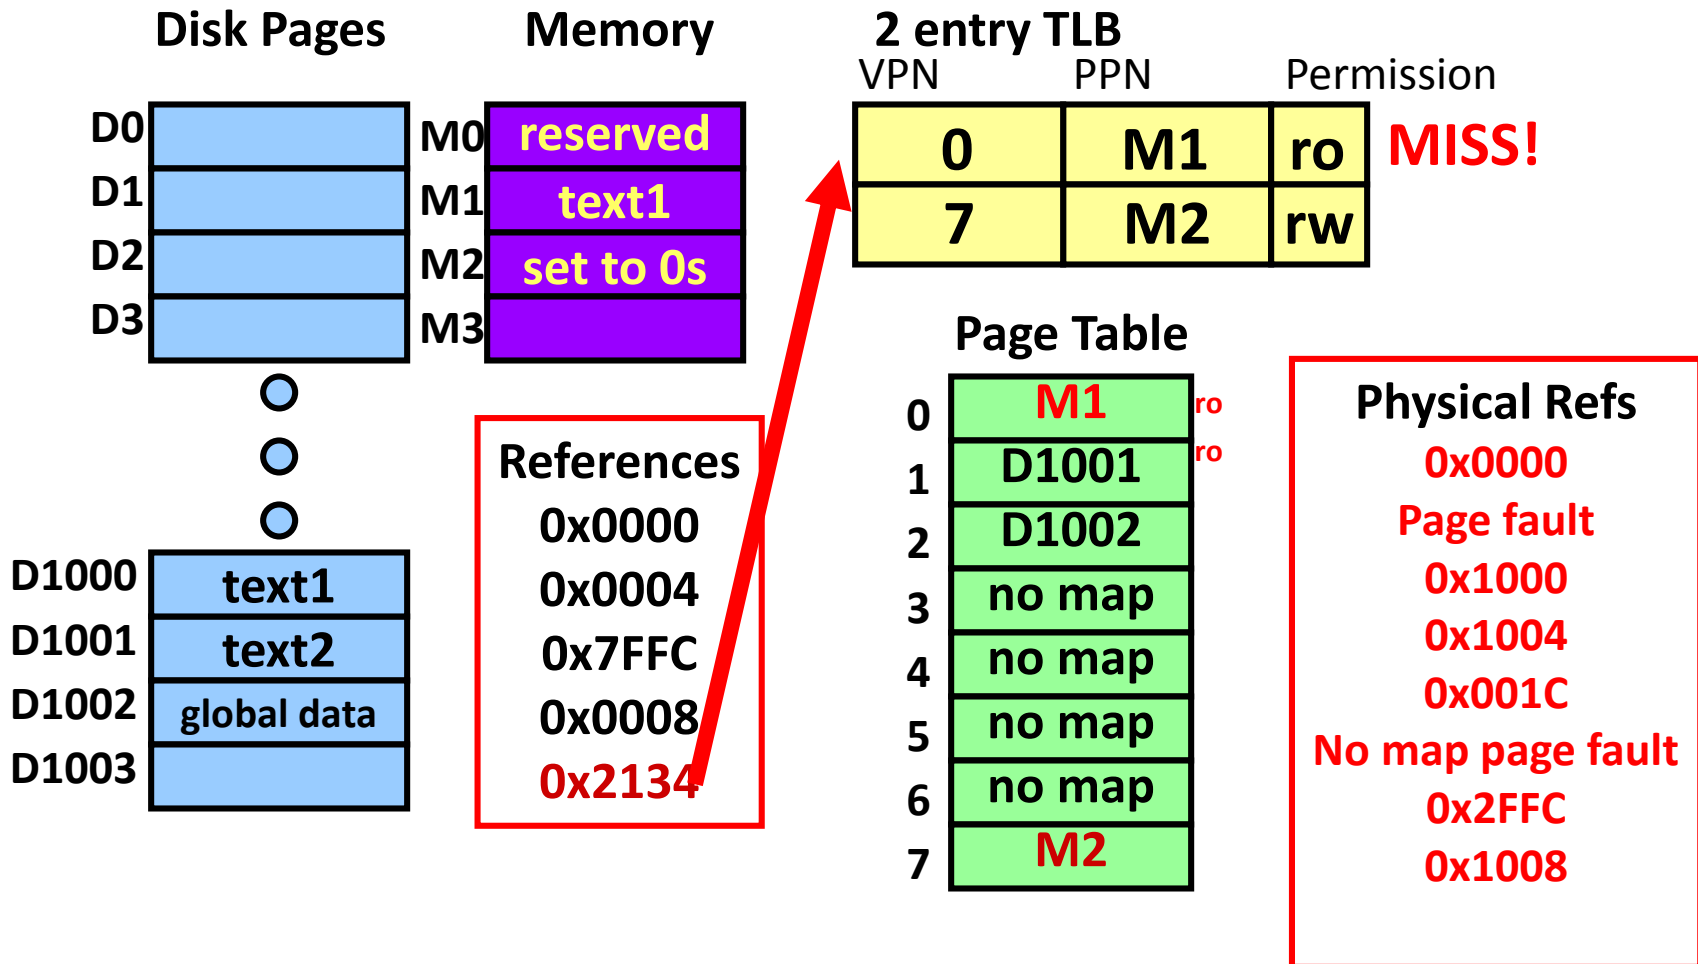 Disk Pages
Memory
2 entry TLB
VPN PPN Permission
D0
D1
D2
D3
M0 reserved
M1 text1
M2 set to 0s
M3
0 M1 ro MISS!
7 M2 rw
D1000 text1
D1001 text2
D1002 global data
D1003
References
0x0000
0x0004
0x7FFC
0x0008
0x2134
Page Table
0 M1 ro
1 D1001 ro
2 D1002
3 no map
4 no map
5 no map
6 no map
7 M2
Physical Refs
0x0000
Page fault
0x1000
0x1004
0x001C
No map page fault
0x2FFC
0x1008